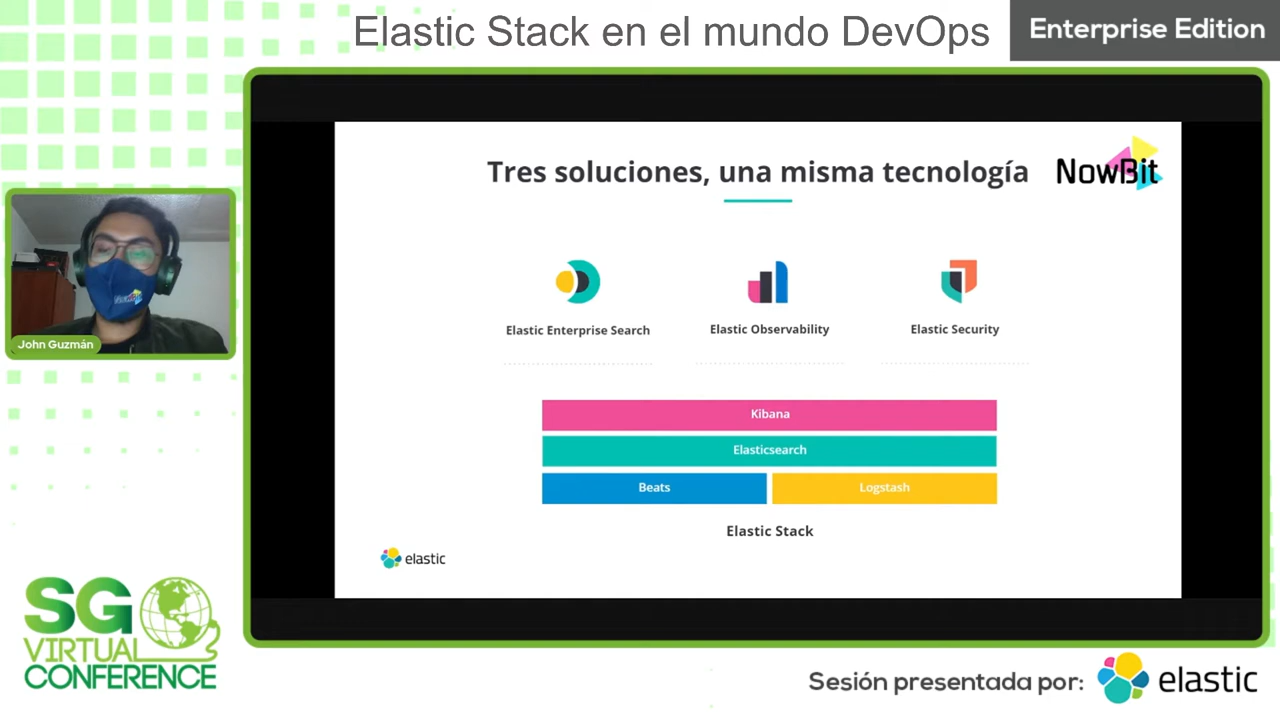 Elastic Stack en el mundo DevOps
Enterprise Edition
Tres soluciones, una misma tecnología
NowBit
Elastic Enterprise Search
Elastic Observability
Elastic Security
Kibana
Elasticsearch
Beats
Logstash
Elastic Stack
elastic
NowBit
John Guzmán
SG
VIRTUAL
CONFERENCE
Sesión presentada por:
elastic